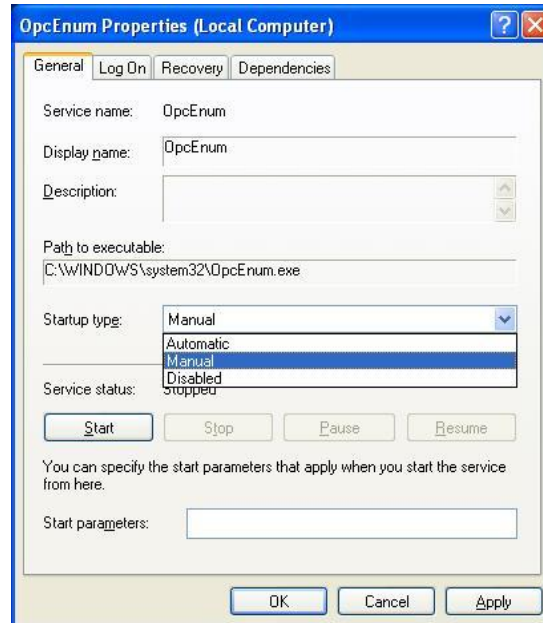 OpcEnum Properties (Local Computer)
General Log On Recovery Dependencies
Service name: OpcEnum
Display name: OpcEnum
Description:
Path to executable:
C:\WINDOWS\system32\OpcEnum.exe
Startup type: Manual
Automatic
Manual
Disabled
Service status: Stopped
Start Stop Pause Resume
You can specify the start parameters that apply when you start the service
from here.
Start parameters:
OK Cancel Apply